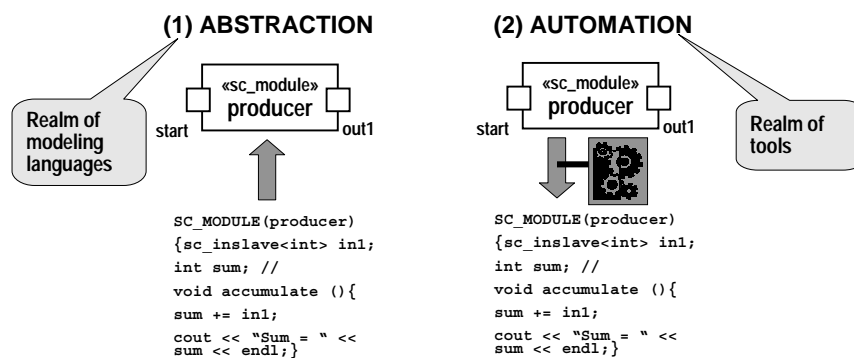 (1) ABSTRACTION
(2) AUTOMATION
Realm of
modeling
languages
«sc_module»
producer
start
out1
SC_MODULE(producer)
{sc_inslave<int> in1;
int sum; //
void accumulate (){
sum += in1;
cout << “Sum = “ <<
sum << endl;}
«sc_module»
producer
start
out1
Realm of
tools
SC_MODULE(producer)
{sc_inslave<int> in1;
int sum; //
void accumulate (){
sum += in1;
cout << “Sum = “ <<
sum << endl;}